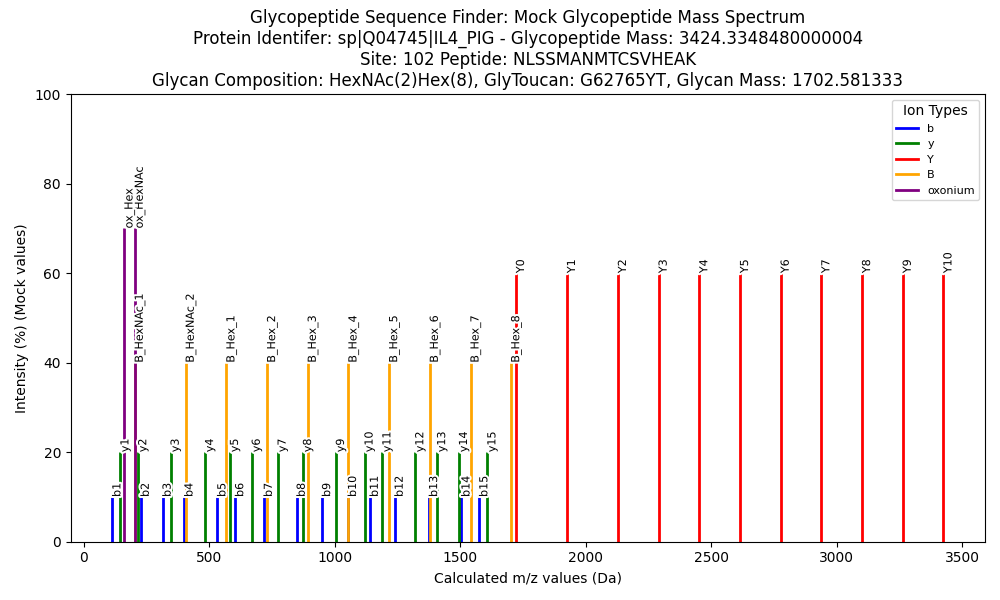 Glycopeptide Sequence Finder: Mock Glycopeptide Mass Spectrum
Protein Identifer: sp|Q04745|IL4_PIG - Glycopeptide Mass: 3424.3348480000004
Site: 102 Peptide: NLSSMANMTCSVHEAK
Glycan Composition: HexNAc(2)Hex(8), GlyToucan: G62765YT, Glycan Mass: 1702.581333
Intensity (%) (Mock values)
100
80
60
40
20
0
Ion Types
b
y
Y
B
oxonium
ox_Hex
ox_HexNAc
Y0
Y1
Y2
Y3
Y4
Y5
Y6
Y7
Y8
Y9
Y10
B_HexNAc_1
B_HexNAc_2
B_Hex_1
B_Hex_2
B_Hex_3
B_Hex_4
B_Hex_5
B_Hex_6
B_Hex_7
B_Hex_8
y1
y2
y3
y4
y5
y6
y7
y8
y9
y10
y11
y12
y13
y14
y15
b1
b2
b3
b4
b5
b6
b7
b8
b9
b10
b11
b12
b13
b14
b15
0
500
1000
1500
2000
2500
3000
3500
Calculated m/z values (Da)